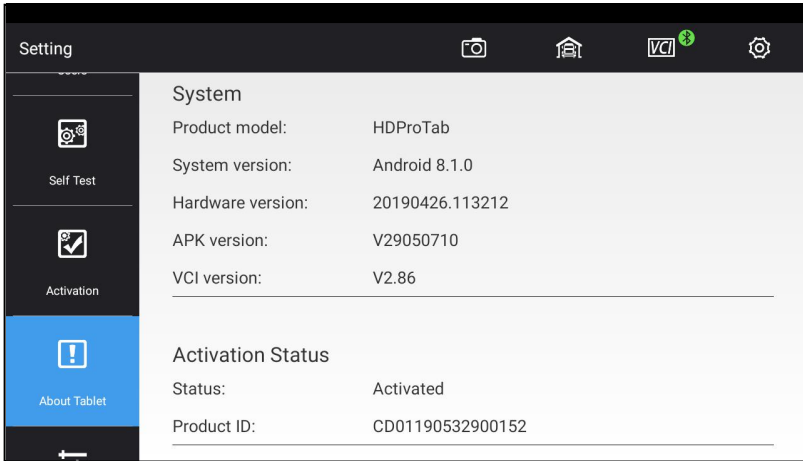 Setting
VCI
Self Test
Activation
About Tablet
System
Product model: HDProTab
System version: Android 8.1.0
Hardware version: 20190426.113212
APK version: V29050710
VCI version: V2.86
Activation Status
Status: Activated
Product ID: CD01190532900152